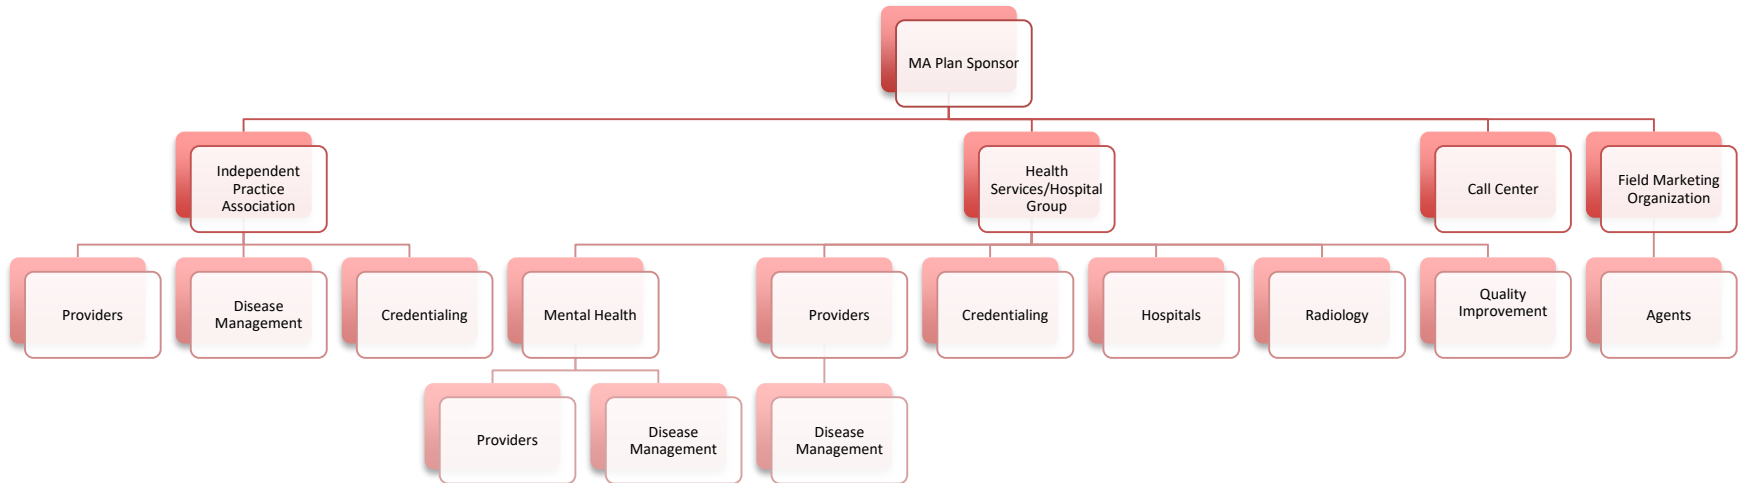 MA Plan Sponsor
Independent
Practice
Association
Health
Services/Hospital
Group
Call Center
Field Marketing
Organization
Providers
Disease
Management
Credentialing
Mental Health
Providers
Credentialing
Hospitals
Radiology
Quality
Improvement
Agents
Providers
Disease
Management
Disease
Management